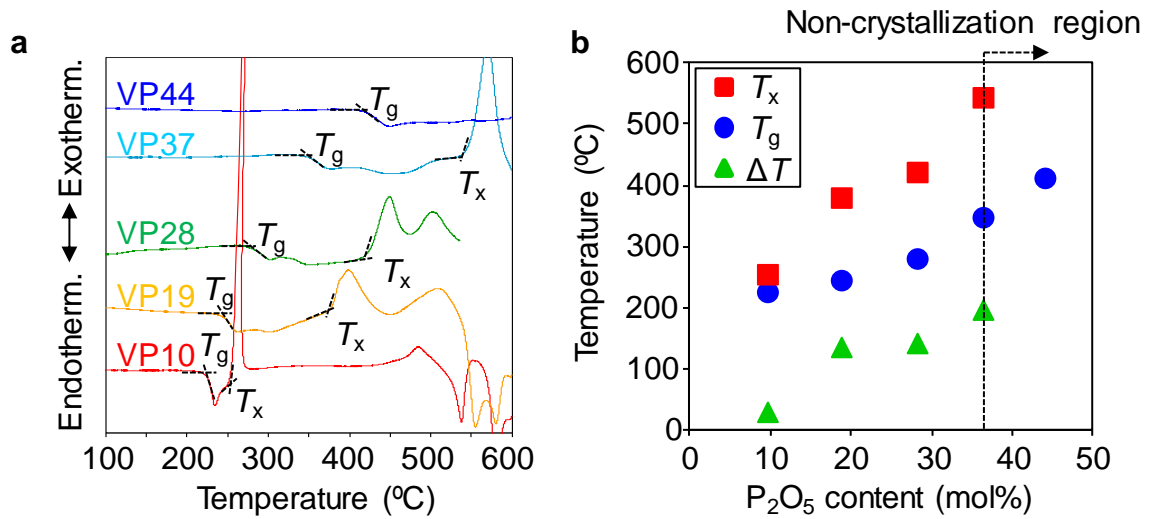 a
Endotherm. ↔ Exotherm.
VP44
Tg
VP37
Tg
Tx
VP28
Tg
Tx
VP19
Tg
Tx
VP10
Tg
Tx
100 200 300 400 500 600
Temperature (ºC)
b
Non-crystallization region
Temperature (ºC)
600
500
400
300
200
100
0
Tx
Tg
ΔT
0 10 20 30 40 50
P₂O₅ content (mol%)